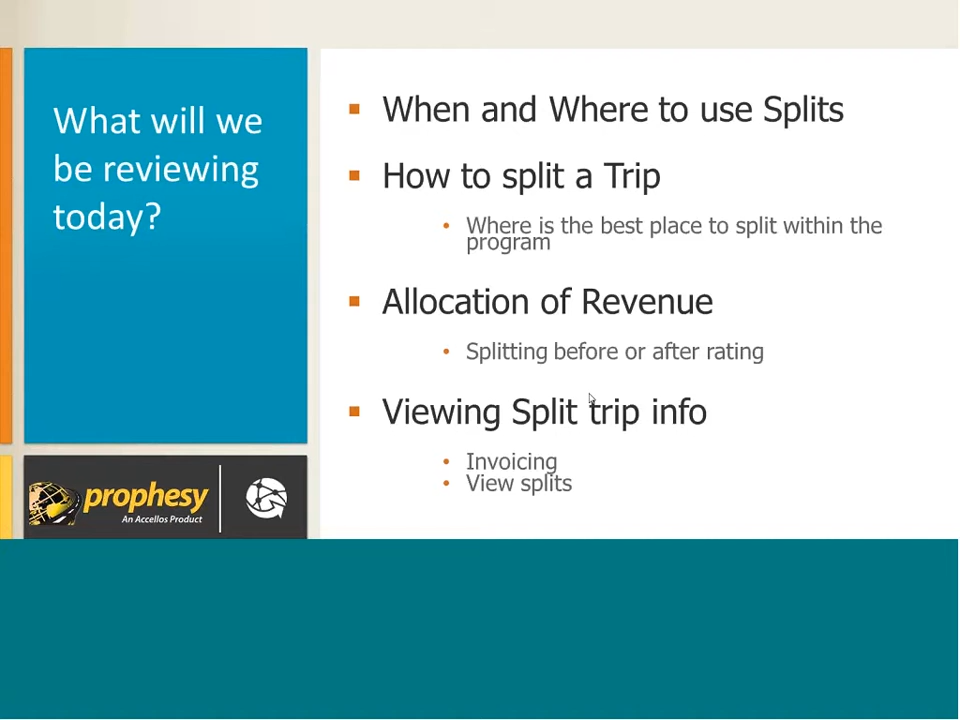 What will we
be reviewing
today?
When and Where to use Splits
How to split a Trip
Where is the best place to split within the
program
Allocation of Revenue
Splitting before or after rating
Viewing Split trip info
Invoicing
View splits
prophesy
An Accellos Product